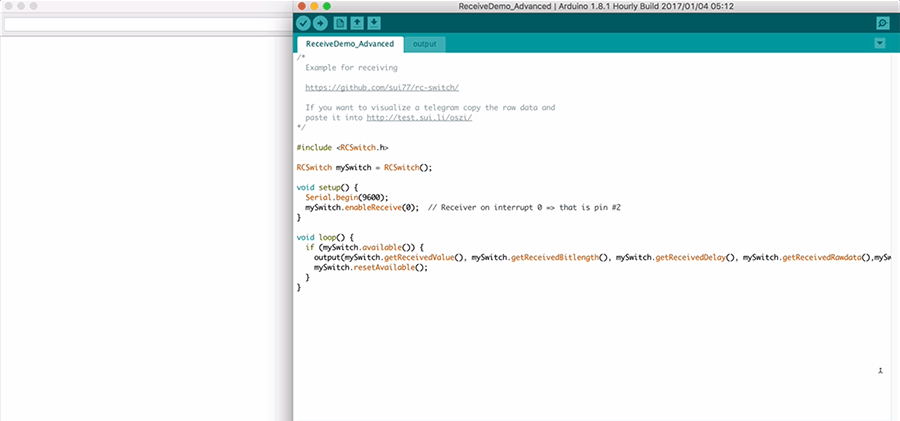 ReceiveDemo_Advanced | Arduino 1.8.1 Hourly Build 2017/01/04 05:12
ReceiveDemo_Advanced
output
/*
Example for receiving
https://github.com/sui77/rc-switch/
If you want to visualize a telegram copy the raw data and
paste it into http://test.sui.li/oszi/
*/
#include <RCSwitch.h>
RCSwitch mySwitch = RCSwitch();
void setup() {
Serial.begin(9600);
mySwitch.enableReceive(0);  // Receiver on interrupt 0 => that is pin #2
}
void loop() {
if (mySwitch.available()) {
output(mySwitch.getReceivedValue(), mySwitch.getReceivedBitlength(), mySwitch.getReceivedDelay(), mySwitch.getReceivedRawdata(),mySw
mySwitch.resetAvailable();
}
}